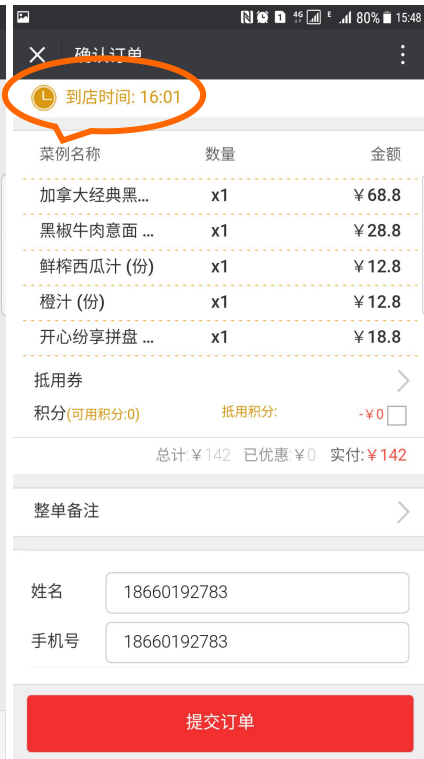 80% 15:48
确认订单
到店时间: 16:01
菜例名称 数量 金额
加拿大经典黑... x1 ￥68.8
黑椒牛肉意面 ... x1 ￥28.8
鲜榨西瓜汁 (份) x1 ￥12.8
橙汁 (份) x1 ￥12.8
开心纷享拼盘 ... x1 ￥18.8
抵用券
积分(可用积分:0) 抵用积分: -￥0
总计:￥142 已优惠:￥0 实付:￥142
整单备注
姓名 18660192783
手机号 18660192783
提交订单